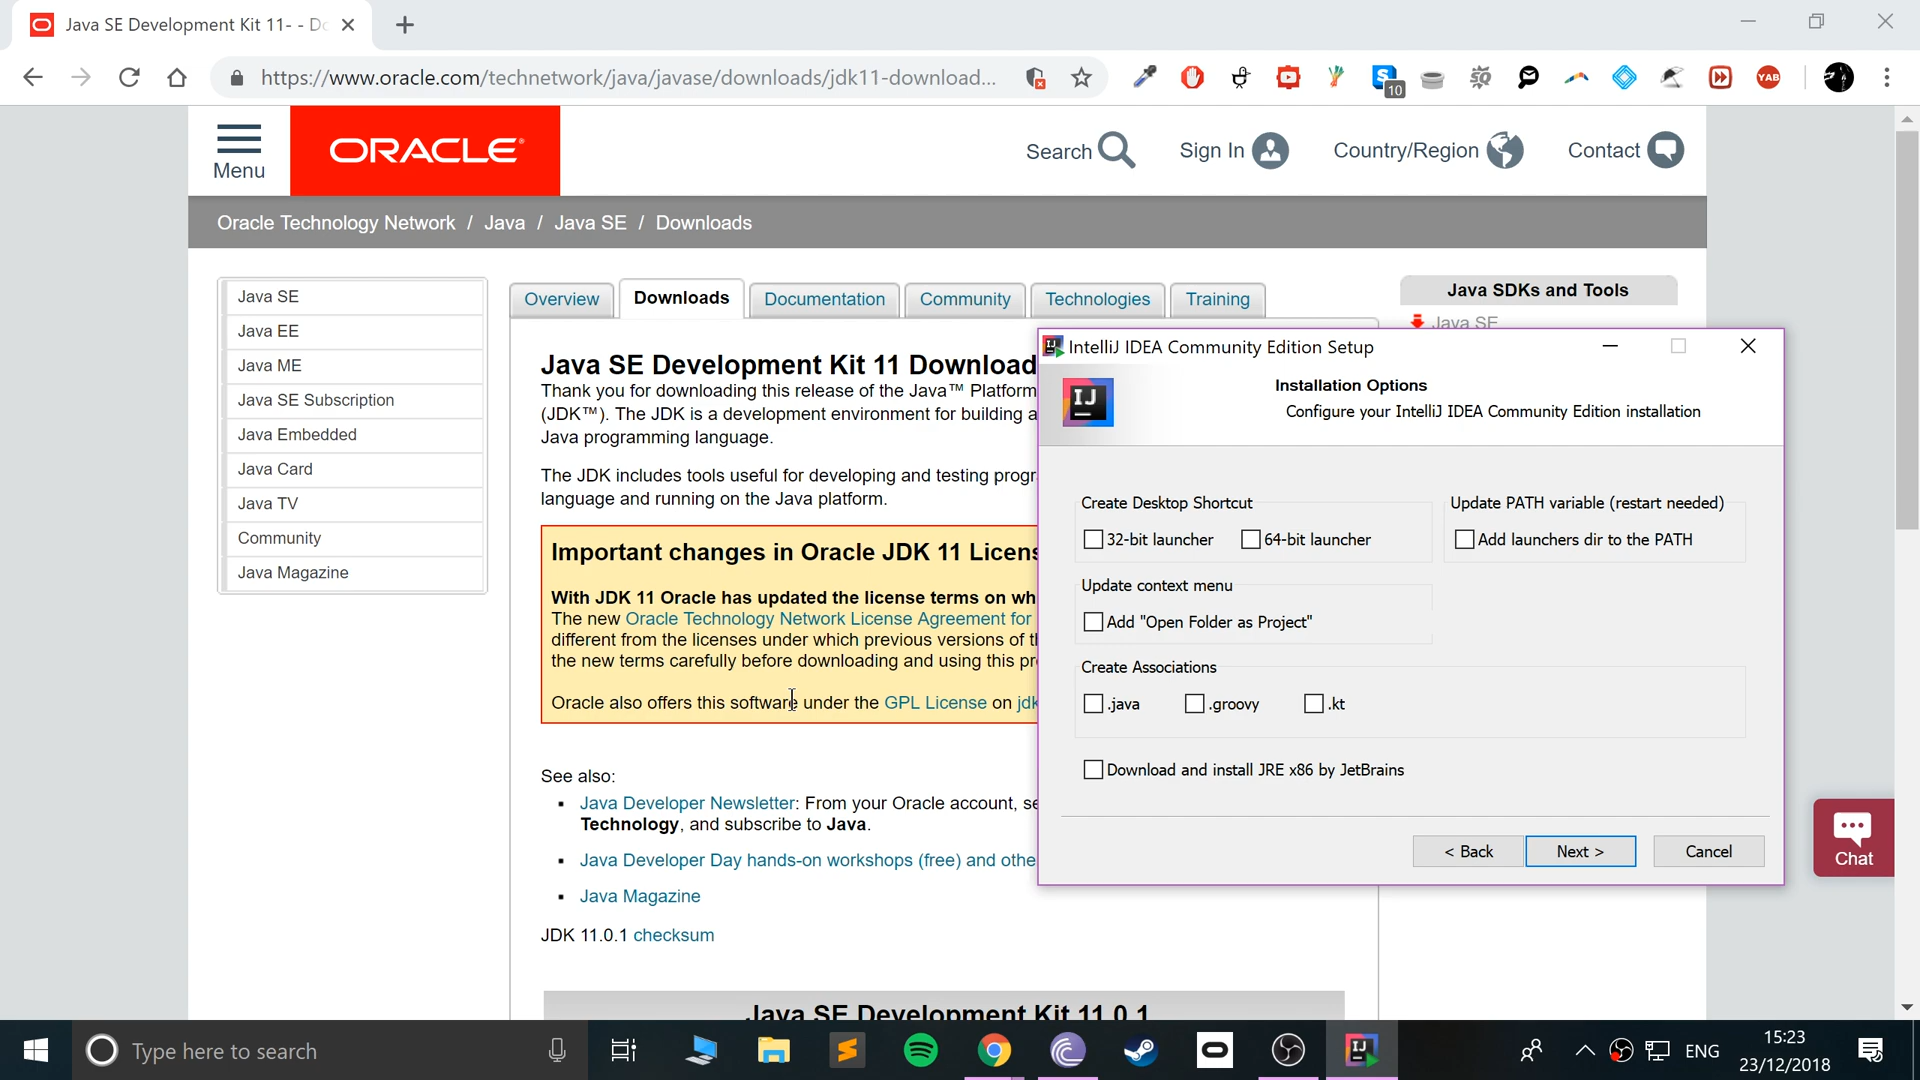 Java SE Development Kit 11- - Do
https://www.oracle.com/technetwork/java/javase/downloads/jdk11-download...
10
YAB
Menu
ORACLE
Search
Sign In
Country/Region
Contact
Oracle Technology Network / Java / Java SE / Downloads
Java SE
Java EE
Java ME
Java SE Subscription
Java Embedded
Java Card
Java TV
Community
Java Magazine
Overview
Downloads
Documentation
Community
Technologies
Training
Java SDKs and Tools
Java SE
Java SE Development Kit 11 Download
Thank you for downloading this release of the Java™ Platform
(JDK™). The JDK is a development environment for building a
Java programming language.
The JDK includes tools useful for developing and testing progr
language and running on the Java platform.
Important changes in Oracle JDK 11 Licens
With JDK 11 Oracle has updated the license terms on wh
The new Oracle Technology Network License Agreement for
different from the licenses under which previous versions of t
the new terms carefully before downloading and using this pr
Oracle also offers this software under the GPL License on jdk
See also:
Java Developer Newsletter: From your Oracle account, se
Technology, and subscribe to Java.
Java Developer Day hands-on workshops (free) and othe
Java Magazine
JDK 11.0.1 checksum
Java SE Development Kit 11.0.1
IntelliJ IDEA Community Edition Setup
IJ
Installation Options
Configure your IntelliJ IDEA Community Edition installation
Create Desktop Shortcut
32-bit launcher
64-bit launcher
Update PATH variable (restart needed)
Add launchers dir to the PATH
Update context menu
Add "Open Folder as Project"
Create Associations
.java
.groovy
.kt
Download and install JRE x86 by JetBrains
< Back
Next >
Cancel
Chat
Type here to search
ENG
15:23
23/12/2018